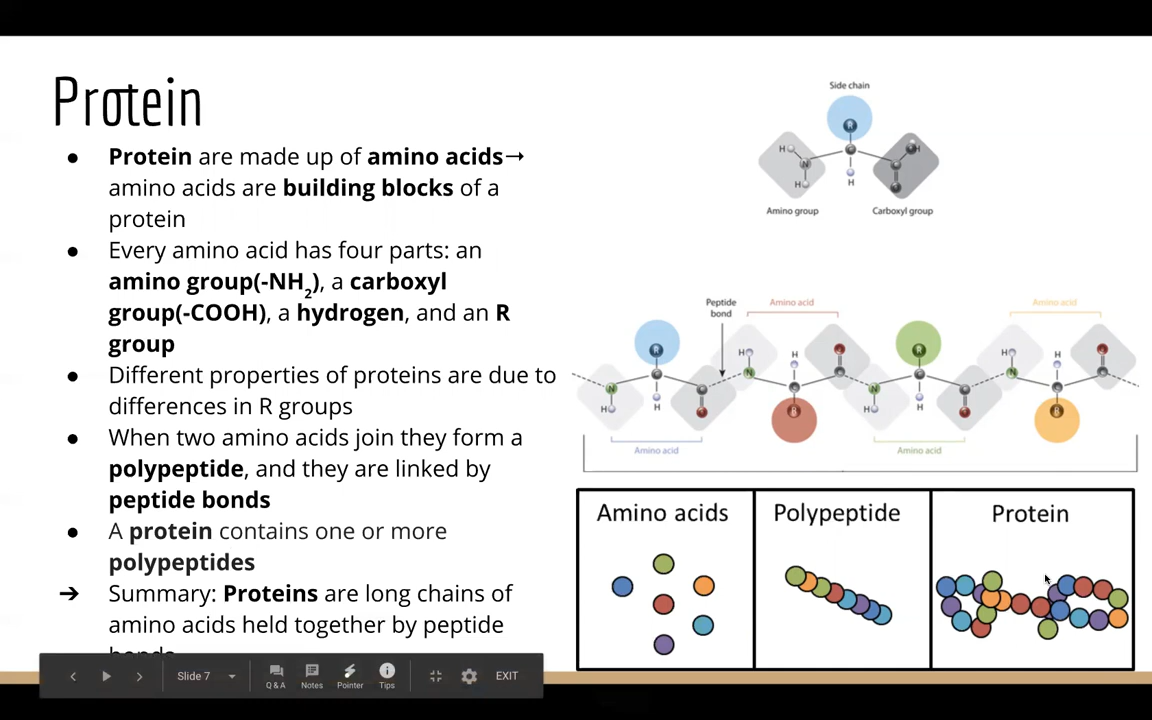 Protein
● Protein are made up of amino acids→
amino acids are building blocks of a
protein
● Every amino acid has four parts: an
amino group(-NH2), a carboxyl
group(-COOH), a hydrogen, and an R
group
● Different properties of proteins are due to
differences in R groups
● When two amino acids join they form a
polypeptide, and they are linked by
peptide bonds
● A protein contains one or more
polypeptides
➔ Summary: Proteins are long chains of
amino acids held together by peptide
Side chain
R
H N C H
H H
Amino group Carboxyl group
Peptide
bond
Amino acid
Amino acid
R H N H R H N H
N H C H R N H C H R
Amino acid
Amino acid
Amino acids
Polypeptide
Protein
Slide 7
Q & A
Notes
Pointer
Tips
EXIT